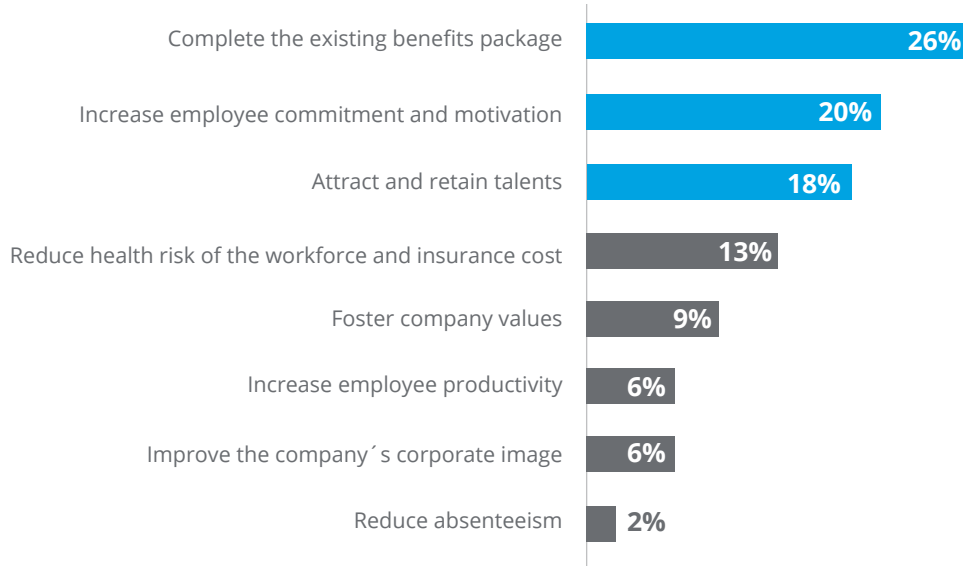 Complete the existing benefits package 26%
Increase employee commitment and motivation 20%
Attract and retain talents 18%
Reduce health risk of the workforce and insurance cost 13%
Foster company values 9%
Increase employee productivity 6%
Improve the company´s corporate image 6%
Reduce absenteeism 2%